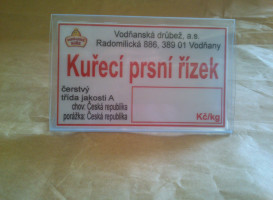 Vodňanská drůbež, a.s.
Radomilická 886, 389 01 Vodňany
Kuřecí prsní řízek
čerstvý
třída jakosti A
chov: Česká republika
porážka: Česká republika
Kč/kg